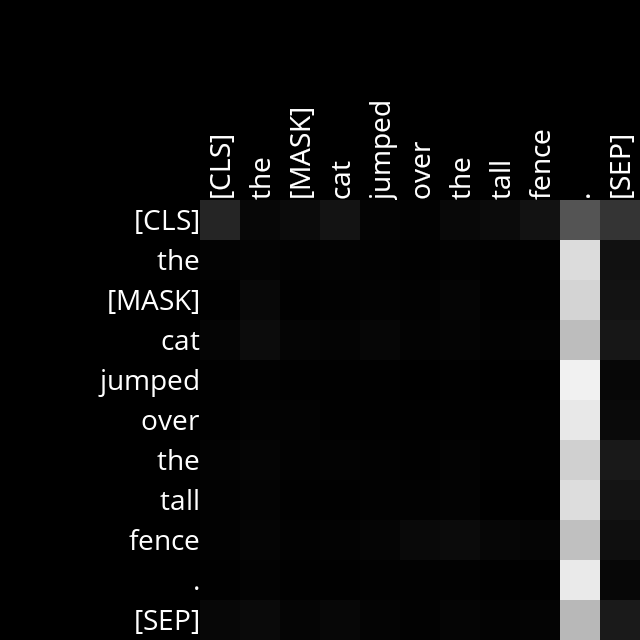 [CLS] the [MASK] cat jumped over the tall fence . [SEP]
[CLS]
the
[MASK]
cat
jumped
over
the
tall
fence
.
[SEP]